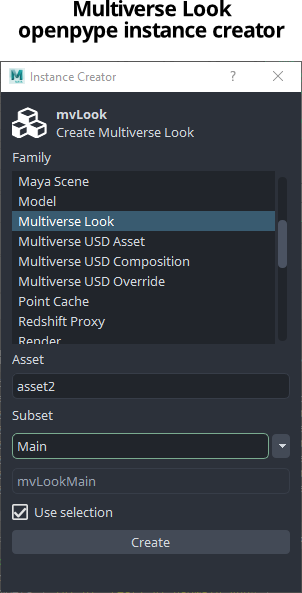 Multiverse Look
openpype instance creator
Instance Creator
?
mvLook
Create Multiverse Look
Family
Maya Scene
Model
Multiverse Look
Multiverse USD Asset
Multiverse USD Composition
Multiverse USD Override
Point Cache
Redshift Proxy
Render
Asset
asset2
Subset
Main
mvLookMain
Use selection
Create